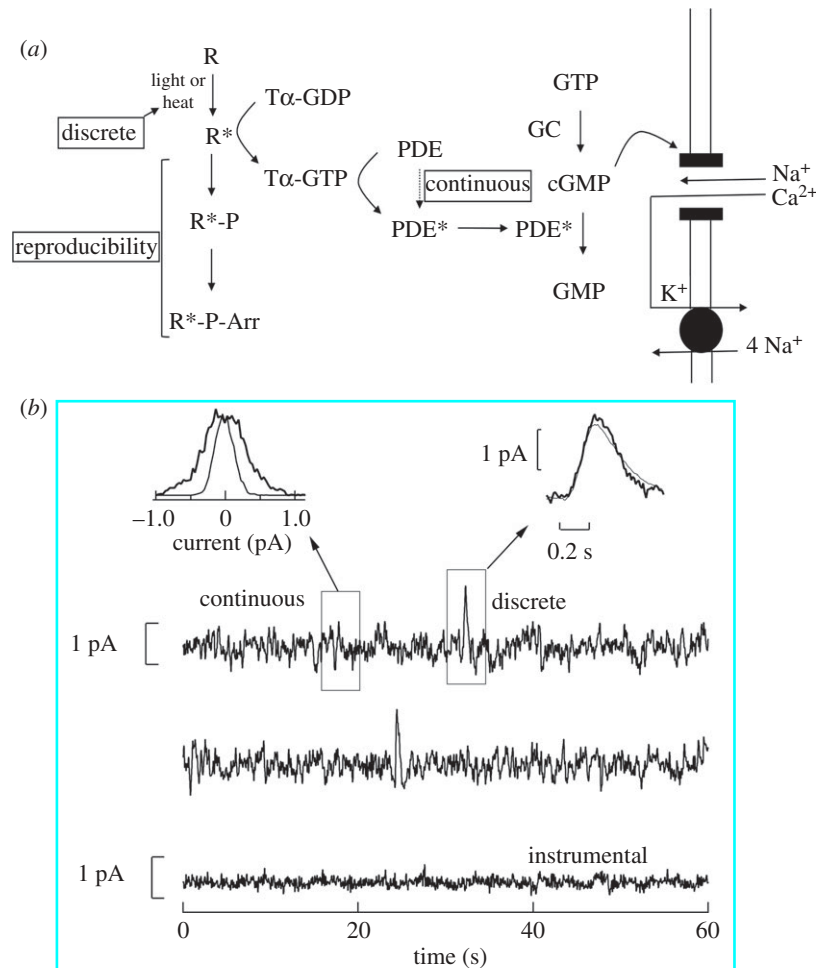 (a)
R
light or
heat
discrete
R*
Tα-GDP
Tα-GTP
PDE
continuous
PDE*
PDE*
R*-P
reproducibility
R*-P-Arr
GTP
GC
cGMP
GMP
Na⁺
Ca²⁺
K⁺
4 Na⁺
(b)
–1.0 0 1.0
current (pA)
1 pA
0.2 s
continuous
discrete
1 pA
instrumental
1 pA
0 20 40 60
time (s)